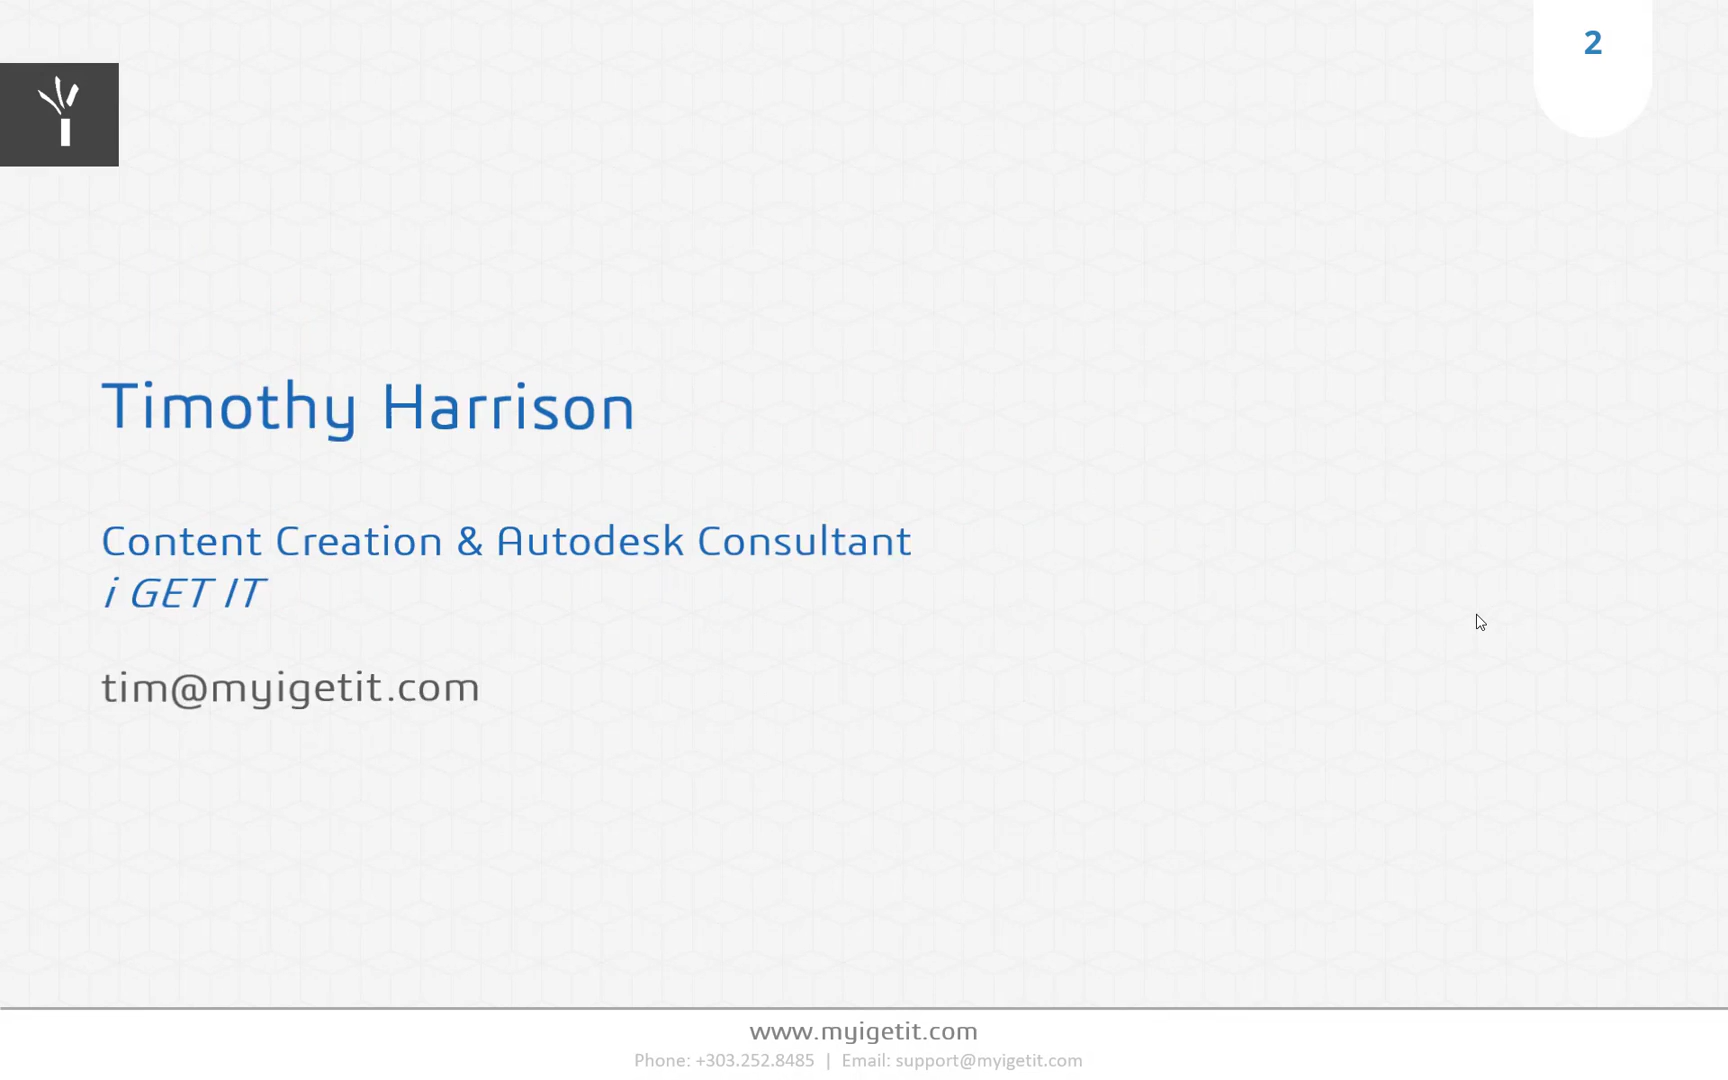 2
Timothy Harrison
Content Creation & Autodesk Consultant
i GET IT
tim@myigetit.com
www.myigetit.com
Phone: +303.252.8485 | Email: support@myigetit.com